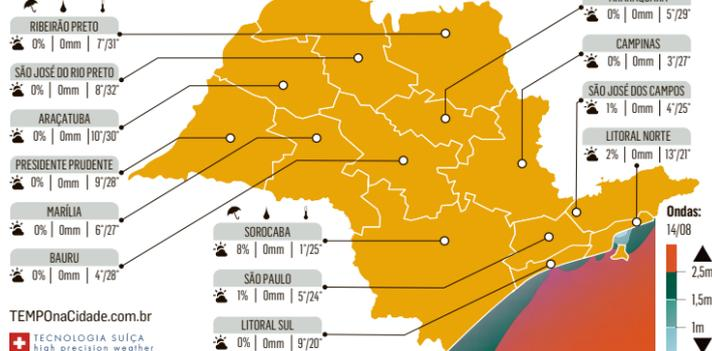 RIBEIRÃO PRETO
0% | 0mm | 7°/31°
SÃO JOSÉ DO RIO PRETO
0% | 0mm | 8°/32°
ARAÇATUBA
0% | 0mm | 10°/30°
PRESIDENTE PRUDENTE
0% | 0mm | 9°/28°
MARÍLIA
0% | 0mm | 6°/27°
BAURU
0% | 0mm | 4°/28°
TEMPOnaCidade.com.br
TECNOLOGIA SUÍÇA
high precision weather
SOROCABA
8% | 0mm | 1°/25°
SÃO PAULO
1% | 0mm | 5°/24°
LITORAL SUL
0% | 0mm | 9°/20°
0% | 0mm | 5°/29°
CAMPINAS
0% | 0mm | 3°/27°
SÃO JOSÉ DOS CAMPOS
1% | 0mm | 4°/25°
LITORAL NORTE
2% | 0mm | 13°/21°
Ondas:
14/08
2,5m
1,5m
1m